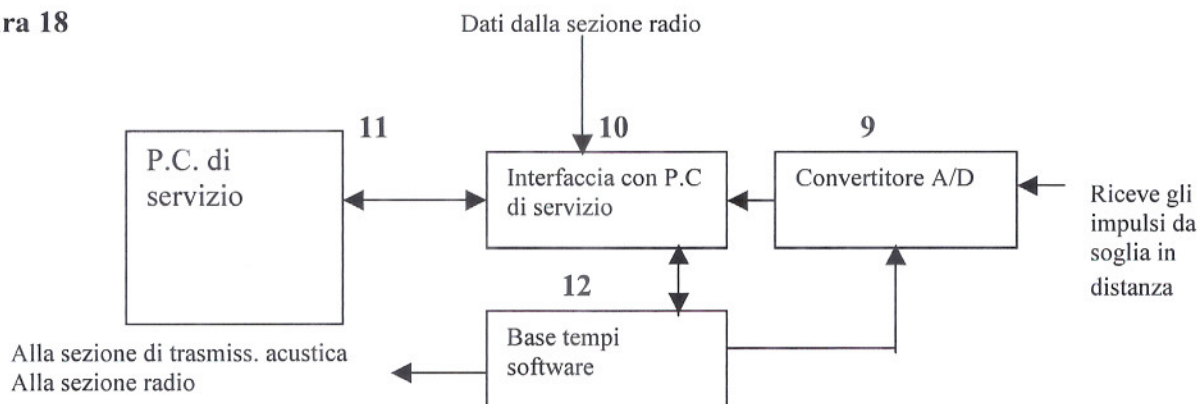 ra 18
Dati dalla sezione radio
11
10
9
P.C. di
servizio
Interfaccia con P.C
di servizio
Convertitore A/D
Riceve gli
impulsi da
soglia in
distanza
12
Base tempi
software
Alla sezione di trasmiss. acustica
Alla sezione radio